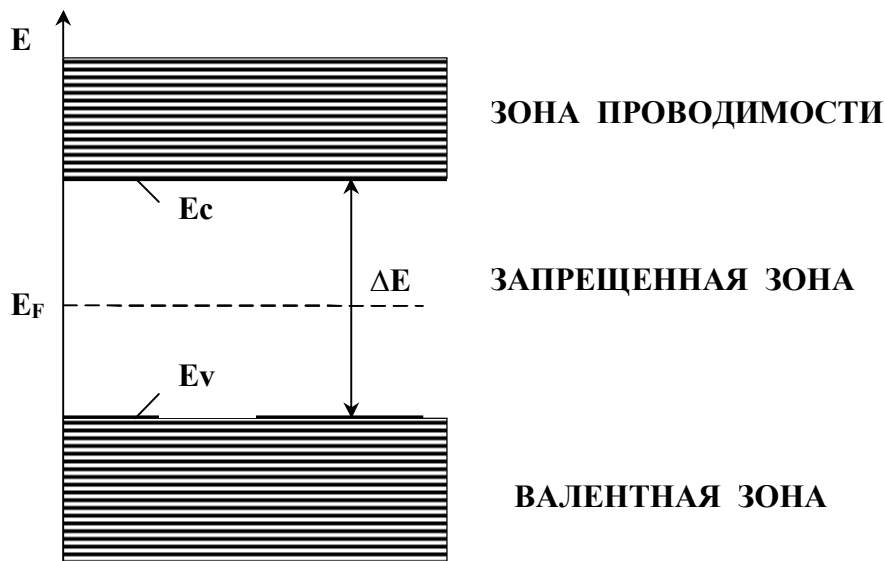 E
ЗОНА ПРОВОДИМОСТИ
Ec
ЗАПРЕЩЕННАЯ ЗОНА
ΔE
E_F
Ev
ВАЛЕНТНАЯ ЗОНА